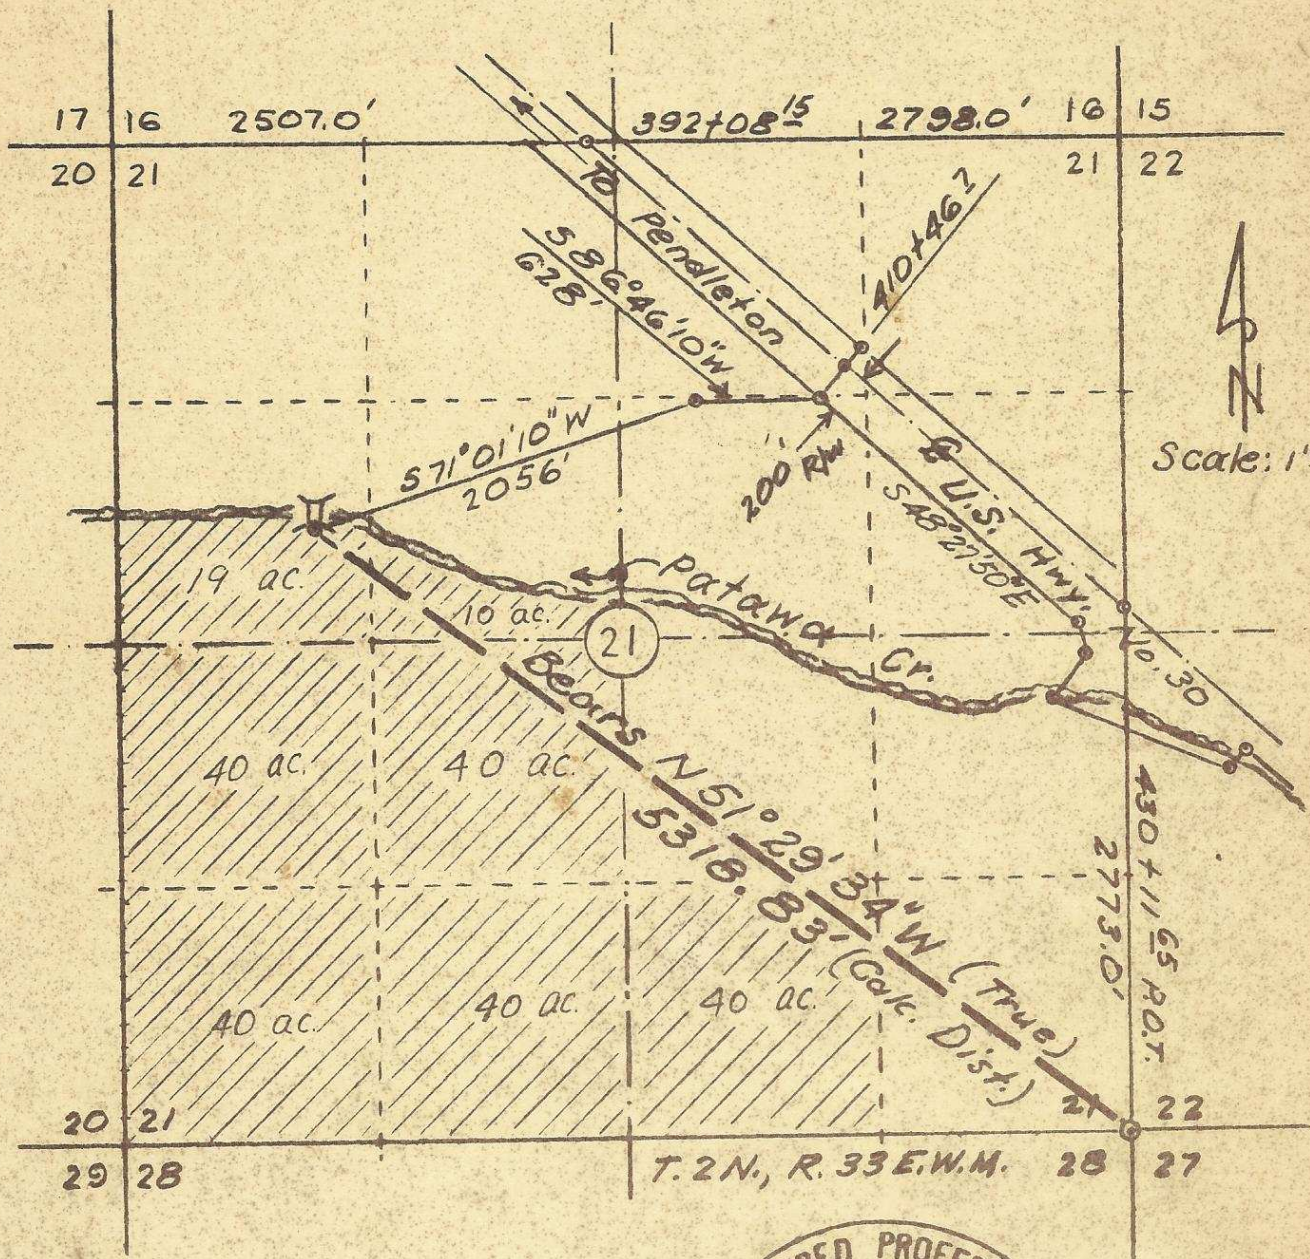 17 16 2507.0' 392+08 15 2798.0' 16 15
20 21 21 22
To Pendleton
410+46.7
S 86°46'10" W
628'
N
Scale: 1"
S 71°01'10" W
2056'
200' R/W
℄ U.S. Hwy. No. 30
S 48°27'50" E
19 ac.
10 ac.
Patawa Cr.
21
40 ac.
40 ac.
Bears N 51°29'34" W (True)
5318.83' (Calc. Dist.)
430+11 65 P.O.T.
2773.0'
40 ac.
40 ac.
40 ac.
20 21 21 22
29 28 T. 2 N., R. 33 E.W.M. 28 27